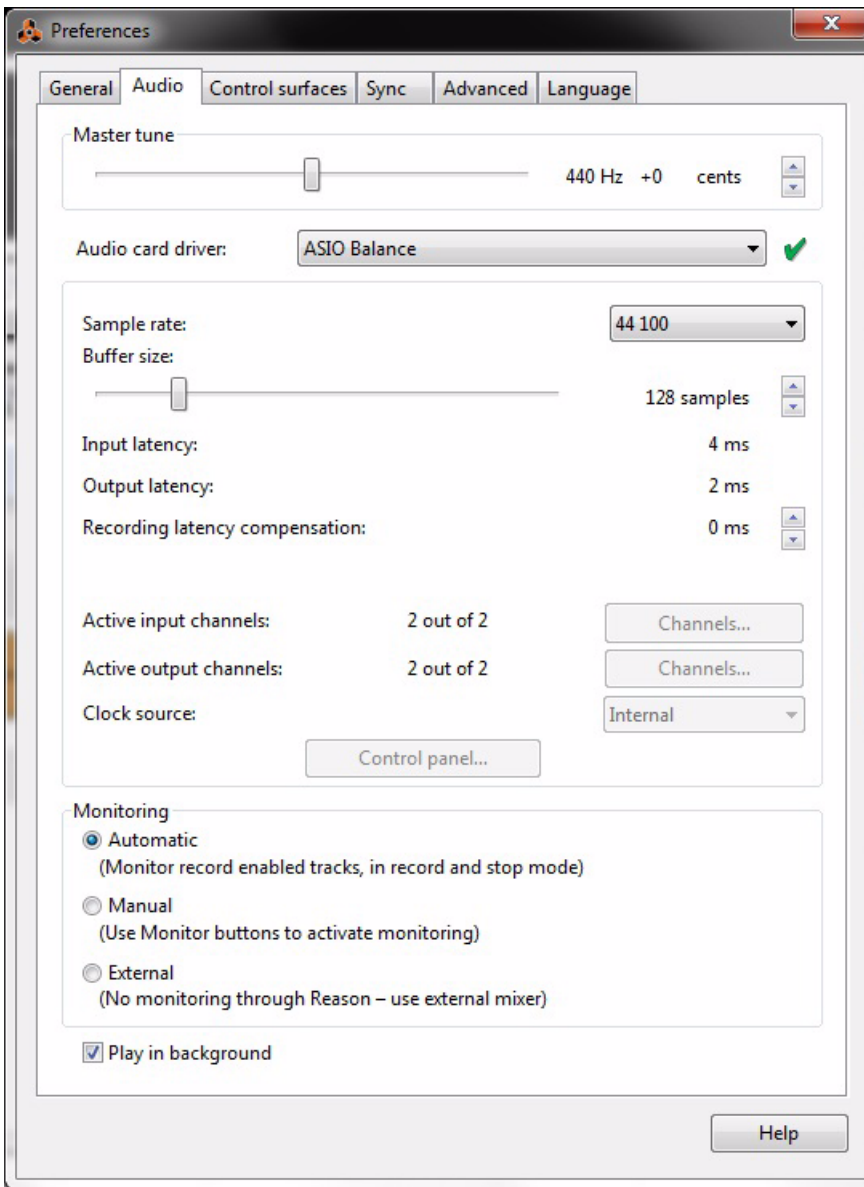 Preferences
General Audio Control surfaces Sync Advanced Language
Master tune
440 Hz +0 cents
Audio card driver: ASIO Balance
Sample rate: 44 100
Buffer size:
128 samples
Input latency: 4 ms
Output latency: 2 ms
Recording latency compensation: 0 ms
Active input channels: 2 out of 2 Channels...
Active output channels: 2 out of 2 Channels...
Clock source: Internal
Control panel...
Monitoring
Automatic
(Monitor record enabled tracks, in record and stop mode)
Manual
(Use Monitor buttons to activate monitoring)
External
(No monitoring through Reason – use external mixer)
Play in background
Help